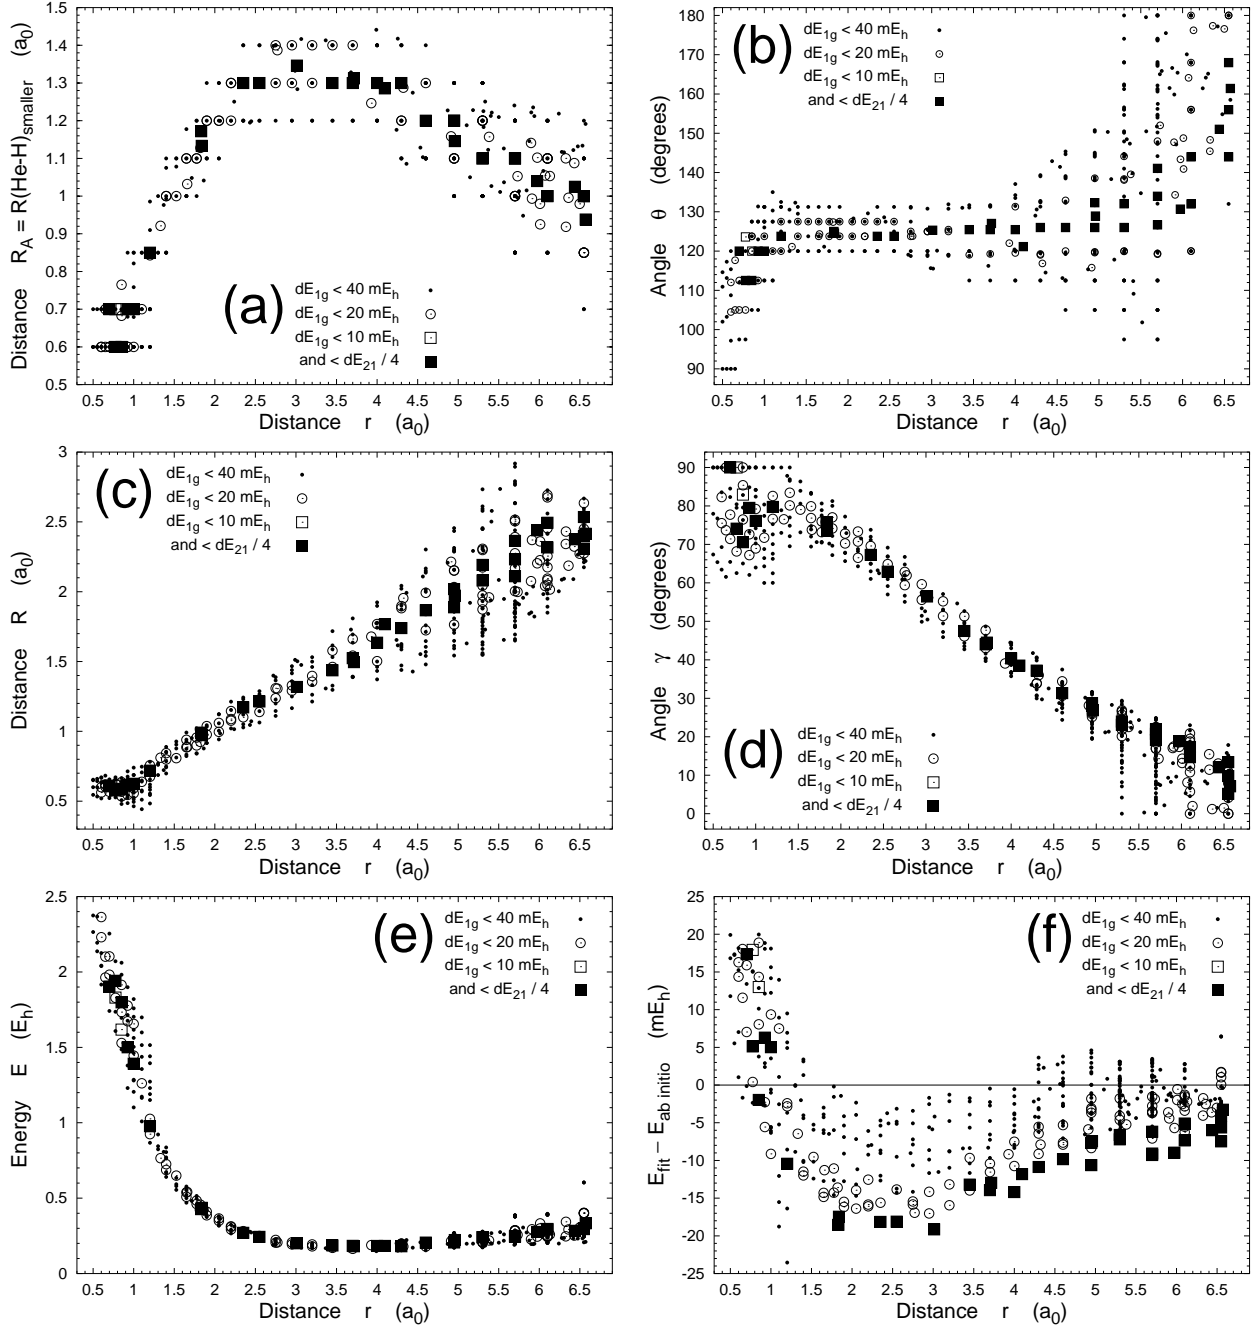 1.5
1.4
1.3
1.2
1.1
1
0.9
0.8
0.7
0.6
0.5
Distance R_A = R(He-H)_smaller (a_0)
(a)
dE_1g < 40 mE_h
dE_1g < 20 mE_h
dE_1g < 10 mE_h
and < dE_21 / 4
0.5 1 1.5 2 2.5 3 3.5 4 4.5 5 5.5 6 6.5
Distance r (a_0)
180
170
160
150
140
130
120
110
100
90
Angle θ (degrees)
(b)
dE_1g < 40 mE_h
dE_1g < 20 mE_h
dE_1g < 10 mE_h
and < dE_21 / 4
0.5 1 1.5 2 2.5 3 3.5 4 4.5 5 5.5 6 6.5
Distance r (a_0)
3
2.5
2
1.5
1
0.5
Distance R (a_0)
(c)
dE_1g < 40 mE_h
dE_1g < 20 mE_h
dE_1g < 10 mE_h
and < dE_21 / 4
0.5 1 1.5 2 2.5 3 3.5 4 4.5 5 5.5 6 6.5
Distance r (a_0)
90
80
70
60
50
40
30
20
10
0
Angle γ (degrees)
(d)
dE_1g < 40 mE_h
dE_1g < 20 mE_h
dE_1g < 10 mE_h
and < dE_21 / 4
0.5 1 1.5 2 2.5 3 3.5 4 4.5 5 5.5 6 6.5
Distance r (a_0)
2.5
2
1.5
1
0.5
0
Energy E (E_h)
(e)
dE_1g < 40 mE_h
dE_1g < 20 mE_h
dE_1g < 10 mE_h
and < dE_21 / 4
0.5 1 1.5 2 2.5 3 3.5 4 4.5 5 5.5 6 6.5
Distance r (a_0)
25
20
15
10
5
0
-5
-10
-15
-20
-25
E_fit − E_ab initio (mE_h)
(f)
dE_1g < 40 mE_h
dE_1g < 20 mE_h
dE_1g < 10 mE_h
and < dE_21 / 4
0.5 1 1.5 2 2.5 3 3.5 4 4.5 5 5.5 6 6.5
Distance r (a_0)